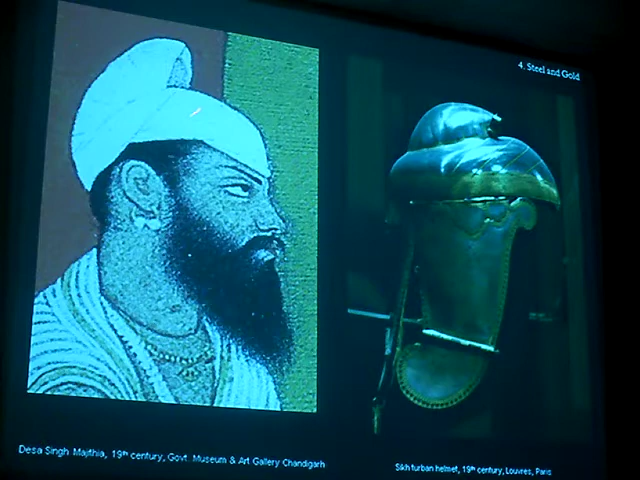 4. Steel and Gold
Desa Singh Majithia, 19th century, Govt. Museum & Art Gallery Chandigarh
Sikh turban helmet, 19th century, Louvres, Paris